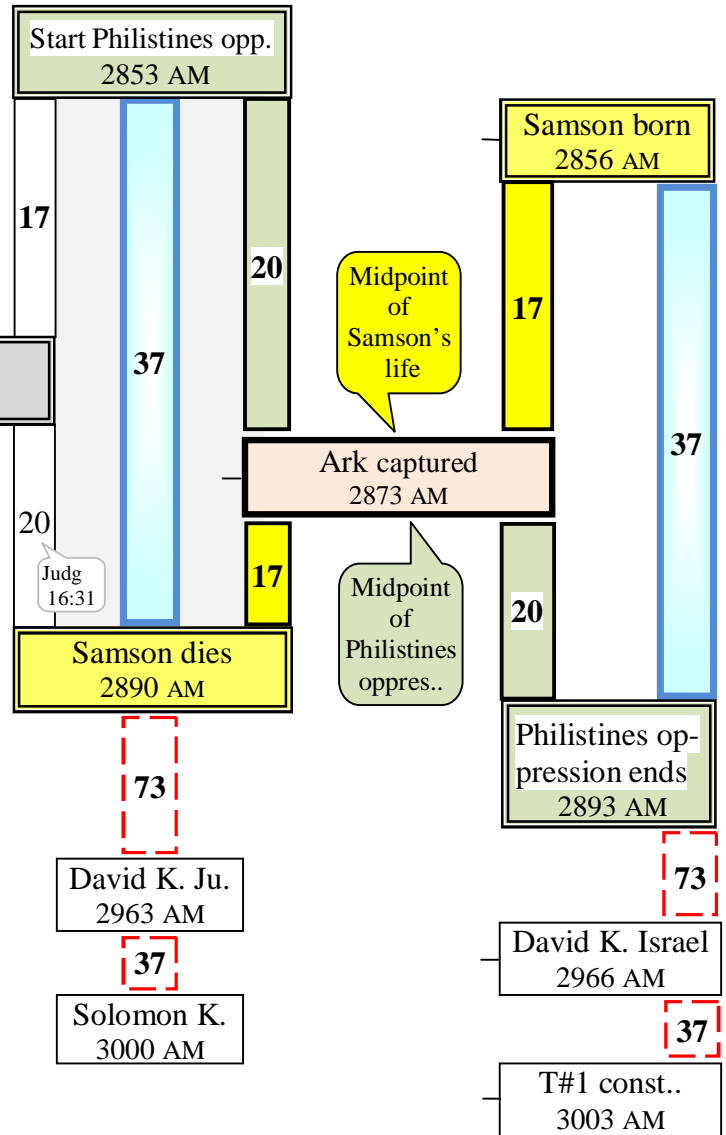 Start Philistines opp.
2853 AM
17
37
20
20
Judg
16:31
17
Samson dies
2890 AM
73
David K. Ju.
2963 AM
37
Solomon K.
3000 AM
Midpoint
of
Samson’s
life
Ark captured
2873 AM
Midpoint
of
Philistines
oppres..
Samson born
2856 AM
17
37
20
Philistines op-
pression ends
2893 AM
73
David K. Israel
2966 AM
37
T#1 const..
3003 AM